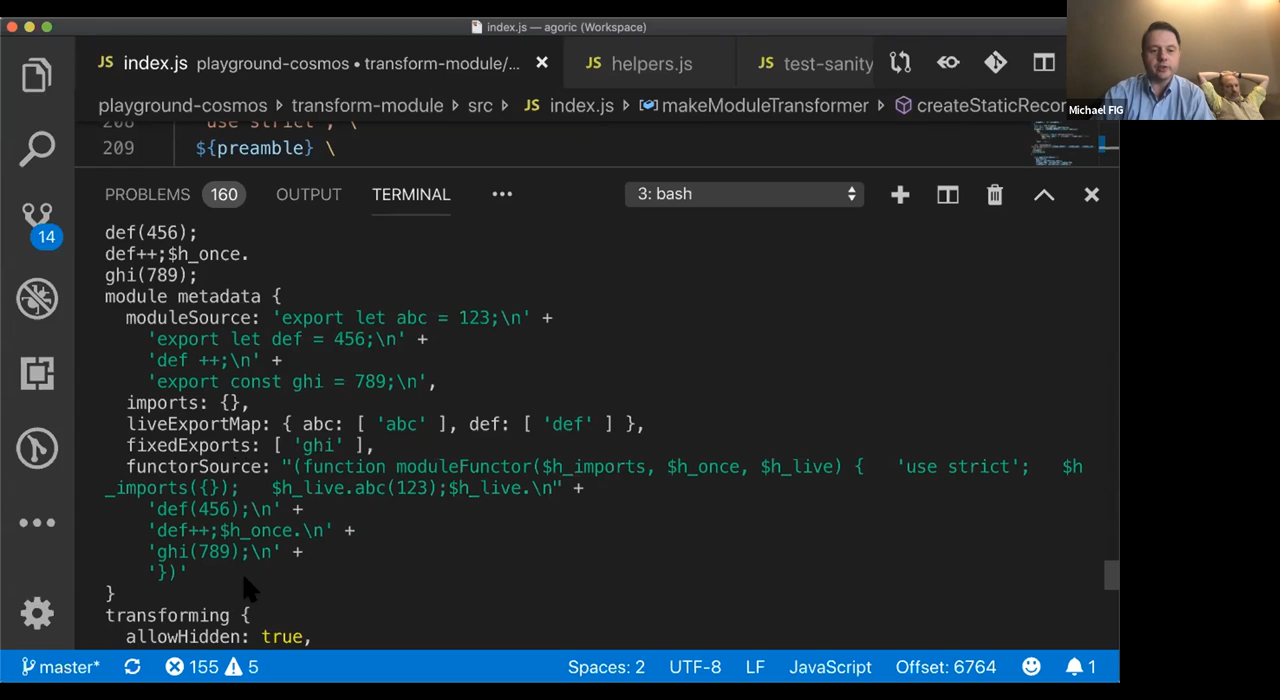 index.js — agoric (Workspace)
JS index.js playground-cosmos • transform-module/...
JS helpers.js
JS test-sanity
playground-cosmos › transform-module › src › JS index.js › makeModuleTransformer › createStaticRecor
Michael FIG
208 'use strict'; \
209 ${preamble} \
PROBLEMS 160 OUTPUT TERMINAL ••• 3: bash
def(456);
def++;$h_once.
ghi(789);
module metadata {
moduleSource: 'export let abc = 123;\n' +
'export let def = 456;\n' +
'def ++;\n' +
'export const ghi = 789;\n',
imports: {},
liveExportMap: { abc: [ 'abc' ], def: [ 'def' ] },
fixedExports: [ 'ghi' ],
functorSource: "(function moduleFunctor($h_imports, $h_once, $h_live) {   'use strict';   $h
_imports({});   $h_live.abc(123);$h_live.\n" +
'def(456);\n' +
'def++;$h_once.\n' +
'ghi(789);\n' +
'})'
}
transforming {
allowHidden: true,
14
master* 155 5 Spaces: 2 UTF-8 LF JavaScript Offset: 6764 1